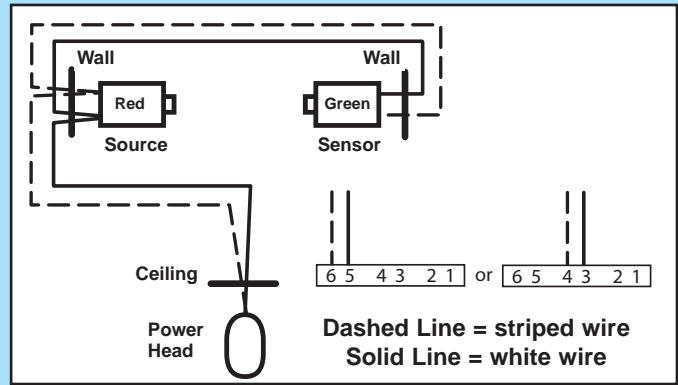 Wall
Wall
Red
Green
Source
Sensor
Ceiling
6 5 4 3 2 1 or 6 5 4 3 2 1
Power
Head
Dashed Line = striped wire
Solid Line = white wire